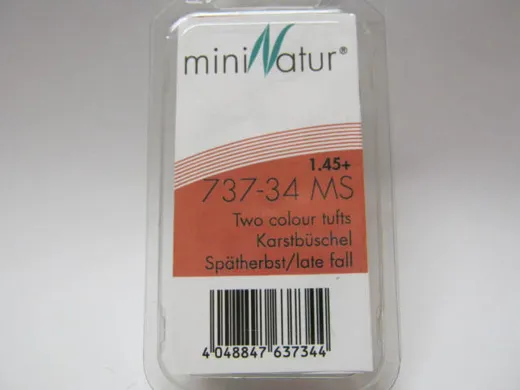 miniNatur®
1.45+
737-34 MS
Two colour tufts
Karstbüschel
Spätherbst/late fall
4 048847 637344